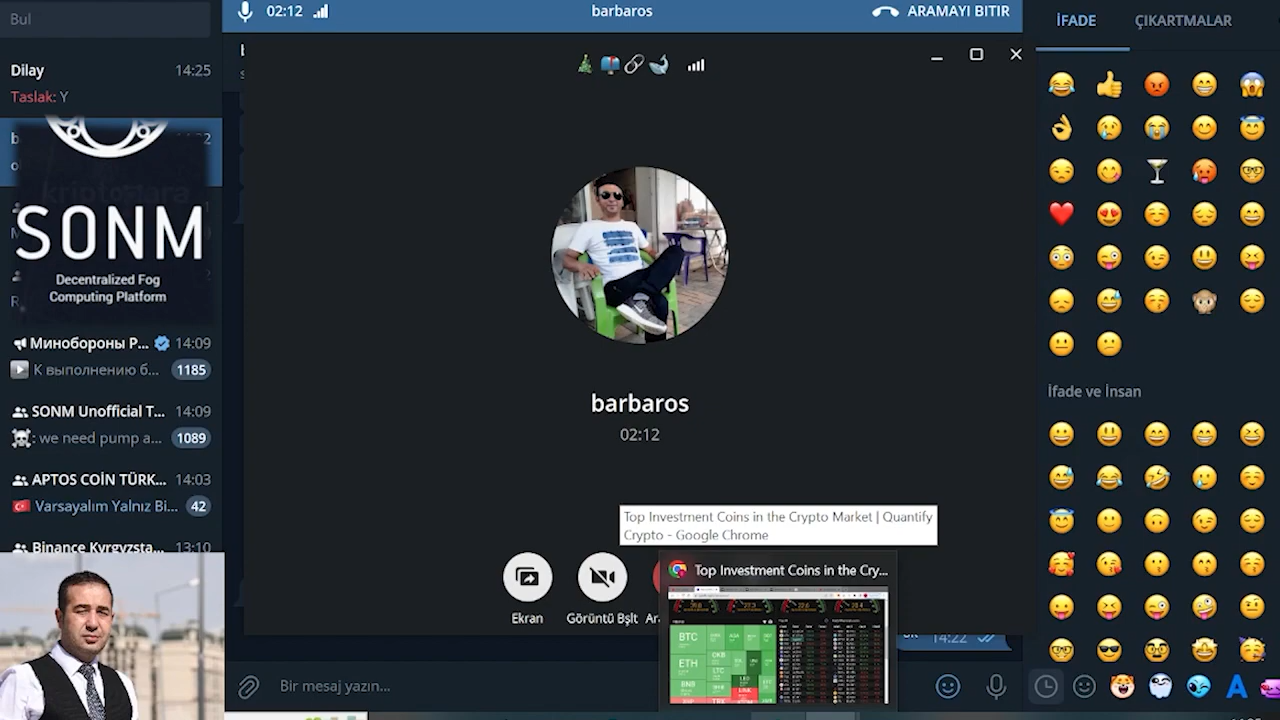 Bul
02:12
barbaros
ARAMAYI BITIR
İFADE
ÇIKARTMALAR
Dilay
14:25
Taslak: Y
SONM
Decentralized Fog
Computing Platform
Минобороны Р...
14:09
К выполнению б...
1185
SONM Unofficial T...
14:09
: we need pump a...
1089
APTOS COİN TÜRK...
14:03
Varsayalım Yalnız Bi...
42
Binance Kyrgyzsta...
13:10
barbaros
02:12
Top Investment Coins in the Crypto Market | Quantify
Crypto - Google Chrome
Ekran
Görüntü Bşlt
Top Investment Coins in the Cry...
BTC
ETH
BNB
14:22
Bir mesaj yazın...
İfade ve İnsan